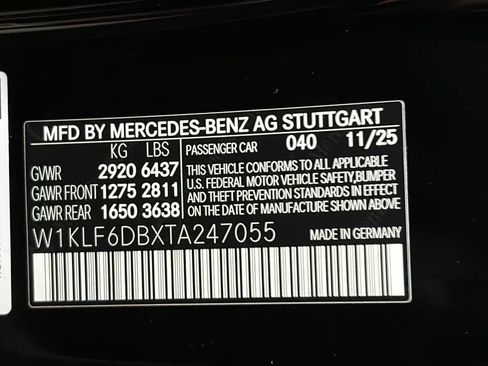 MFD BY MERCEDES-BENZ AG STUTTGART
KG LBS PASSENGER CAR 040 11/25
GVWR 2920 6437 THIS VEHICLE CONFORMS TO ALL APPLICABLE
GAWR FRONT 1275 2811 U.S. FEDERAL MOTOR VEHICLE SAFETY, BUMPER,
GAWR REAR 1650 3638 AND THEFT PREVENTION STANDARDS IN EFFECT
ON THE DATE OF MANUFACTURE SHOWN ABOVE.
W1KLF6DBXTA247055 MADE IN GERMANY